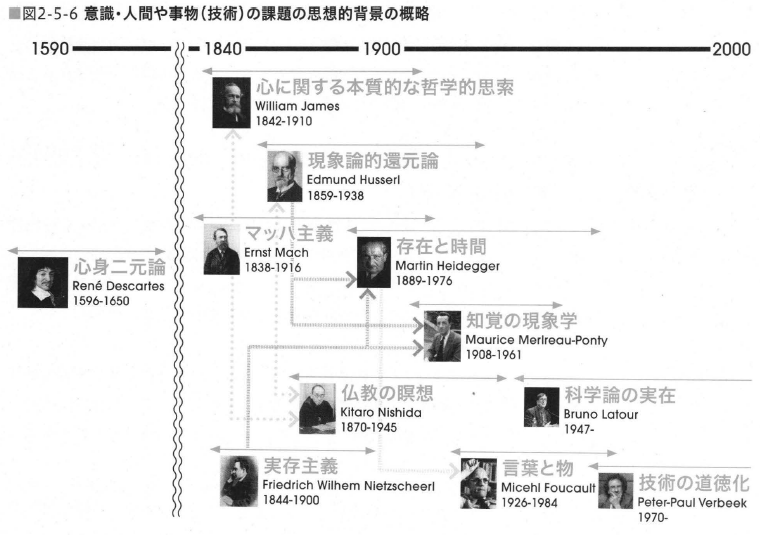 ■図2-5-6 意識・人間や事物(技術)の課題の思想的背景の概略
1590 1840 1900 2000
心に関する本質的な哲学的思索
William James
1842-1910
現象論的還元論
Edmund Husserl
1859-1938
マッハ主義
Ernst Mach
1838-1916
存在と時間
Martin Heidegger
1889-1976
心身二元論
René Descartes
1596-1650
知覚の現象学
Maurice Merlreau-Ponty
1908-1961
仏教の瞑想
Kitaro Nishida
1870-1945
科学論の実在
Bruno Latour
1947-
実存主義
Friedrich Wilhem Nietzscheerl
1844-1900
言葉と物
Micehl Foucault
1926-1984
技術の道徳化
Peter-Paul Verbeek
1970-